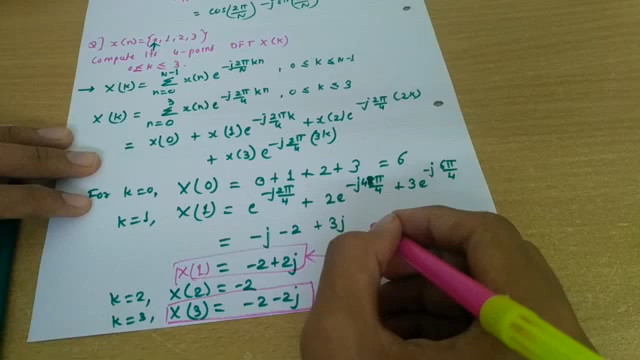 = cos(2π/N) - j sin(2π/N)
Q] x(n) = {0, 1, 2, 3}
Compute its 4-point DFT X(k)
0 ≤ k ≤ 3.
→ X(k) = Σ_{n=0}^{N-1} x(n) e^{-j 2π/N kn} , 0 ≤ k ≤ N-1
X(k) = Σ_{n=0}^{3} x(n) e^{-j 2π/4 kn} , 0 ≤ k ≤ 3
= x(0) + x(1) e^{-j 2π/4 k} + x(2) e^{-j 2π/4 (2k)}
+ x(3) e^{-j 2π/4 (3k)}
For k=0, X(0) = 0 + 1 + 2 + 3 = 6
k=1, X(1) = e^{-j 2π/4} + 2e^{-j 4π/4} + 3e^{-j 6π/4}
= -j - 2 + 3j
X(1) = -2+2j ←
k=2, X(2) = -2
k=3, X(3) = -2-2j